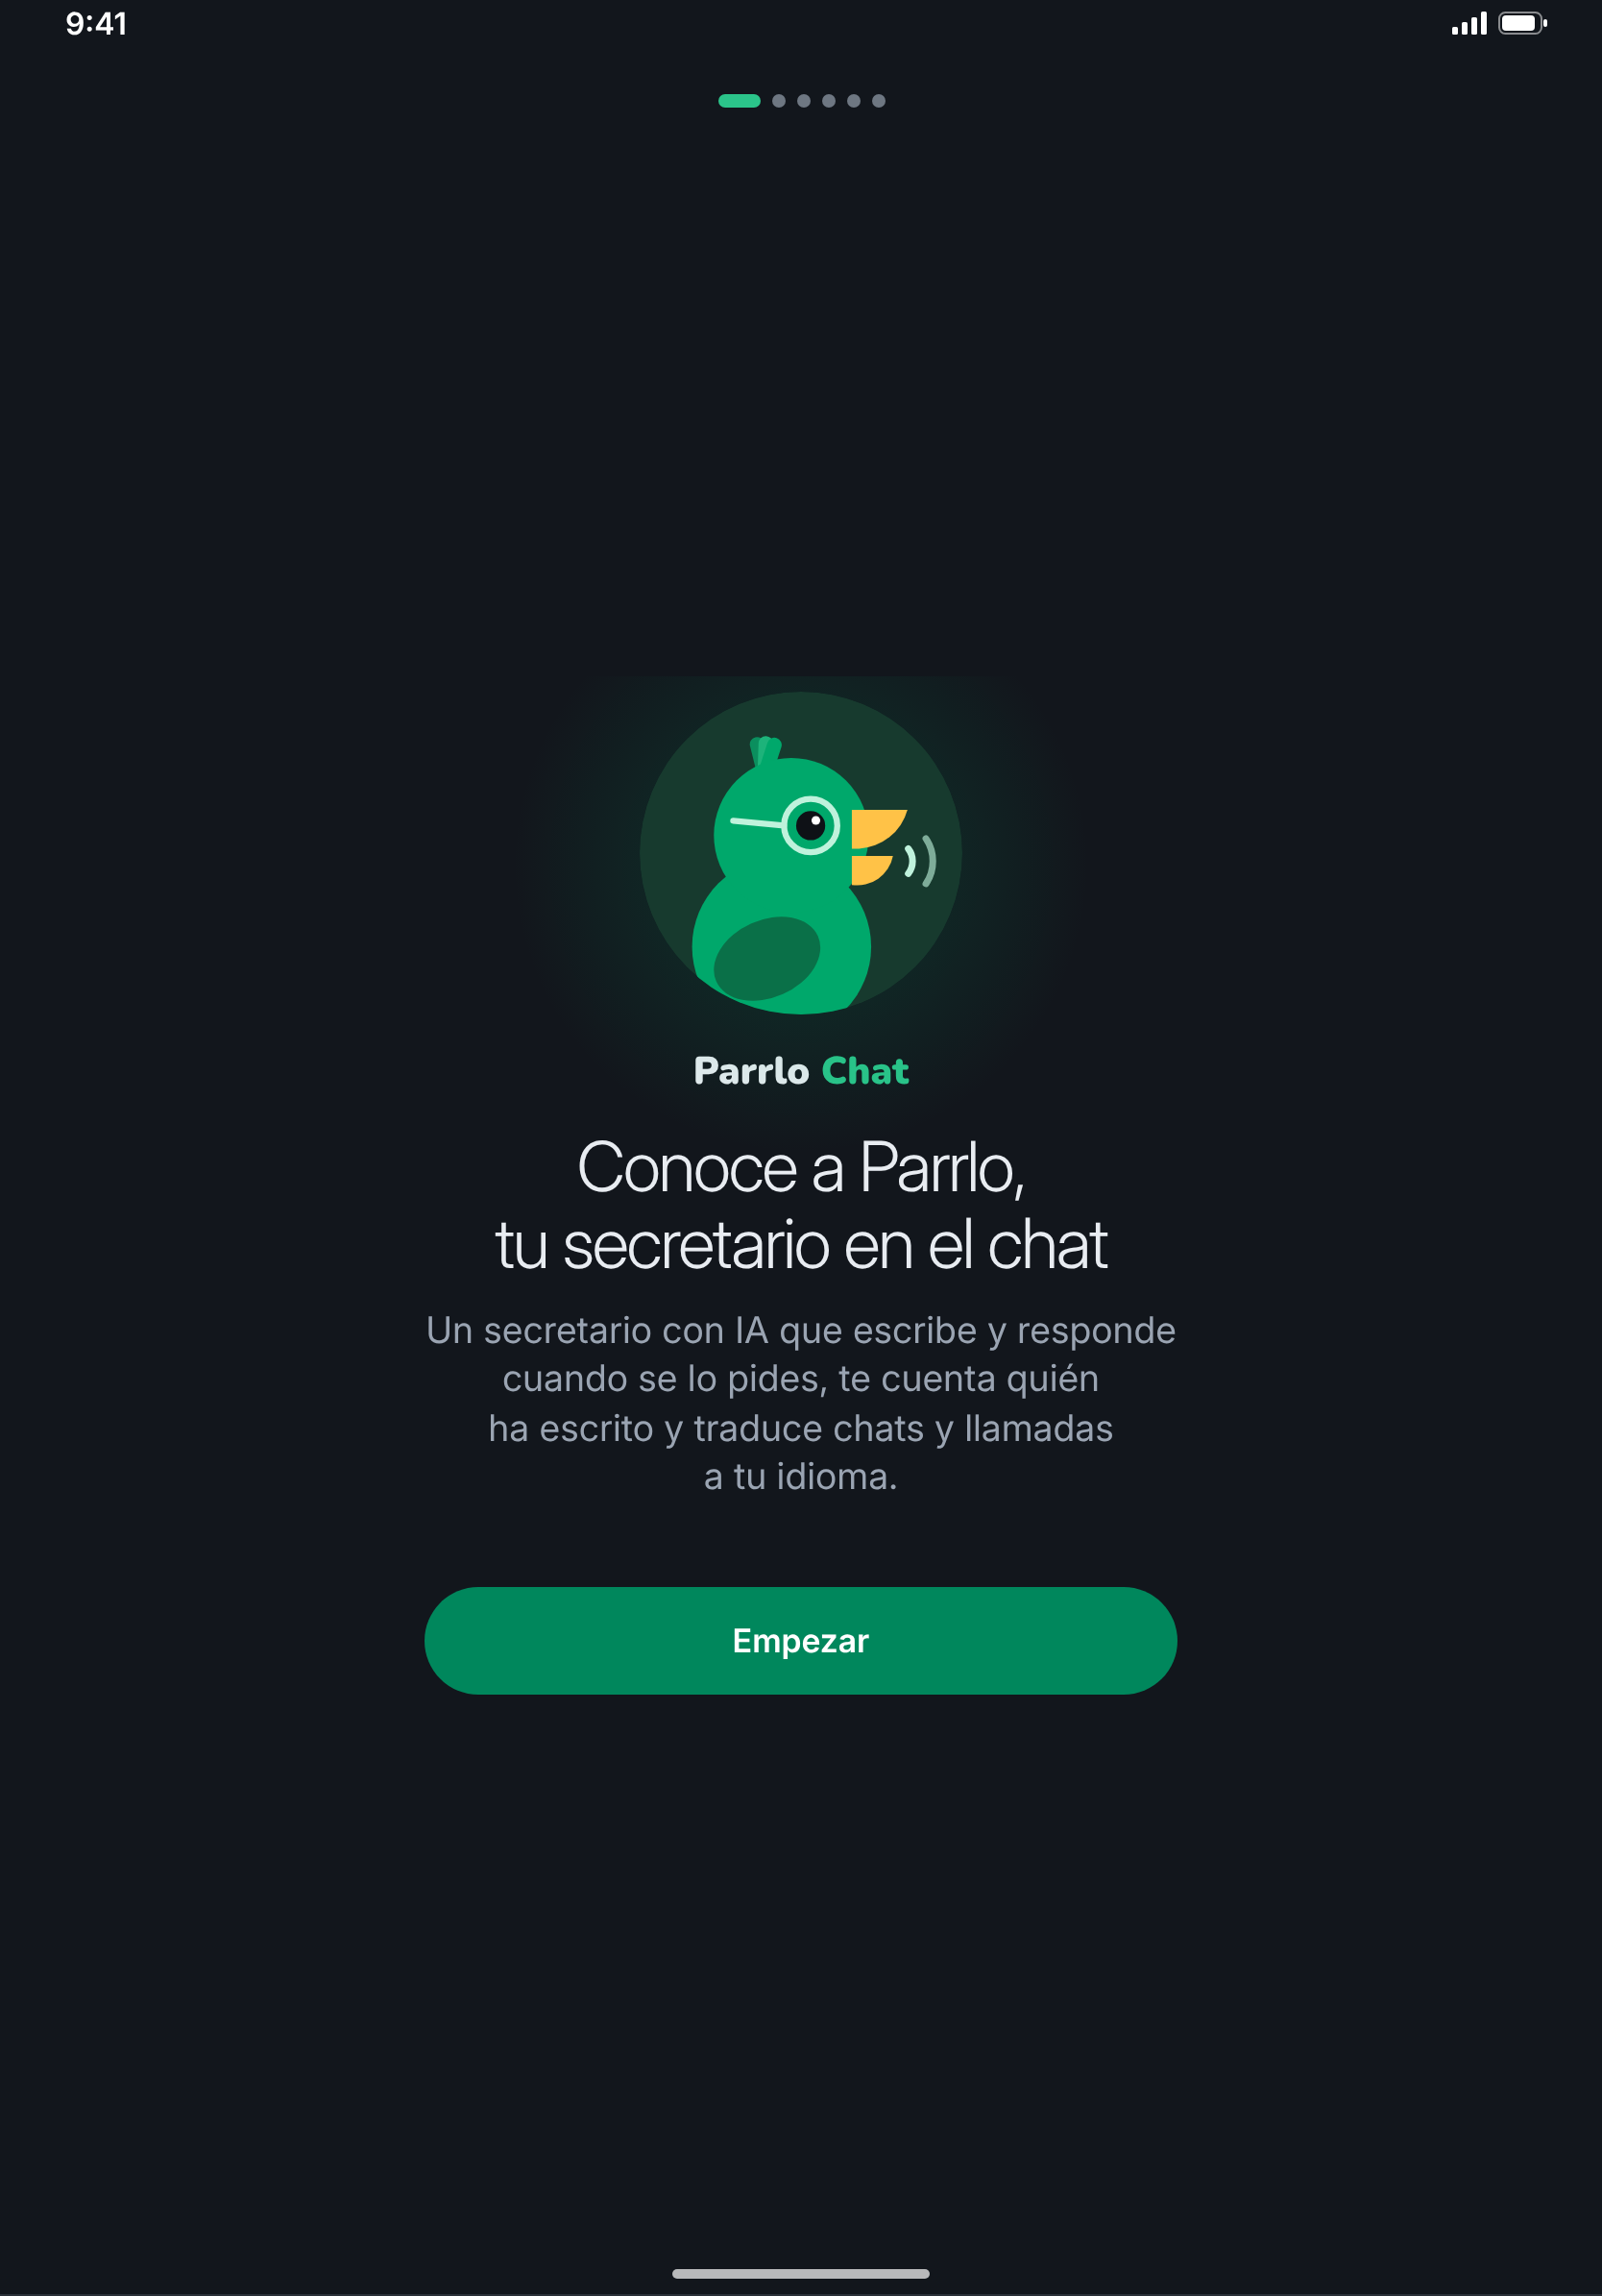 9:41
Parrlo Chat
Conoce a Parrlo,
tu secretario en el chat
Un secretario con IA que escribe y responde
cuando se lo pides, te cuenta quién
ha escrito y traduce chats y llamadas
a tu idioma.
Empezar